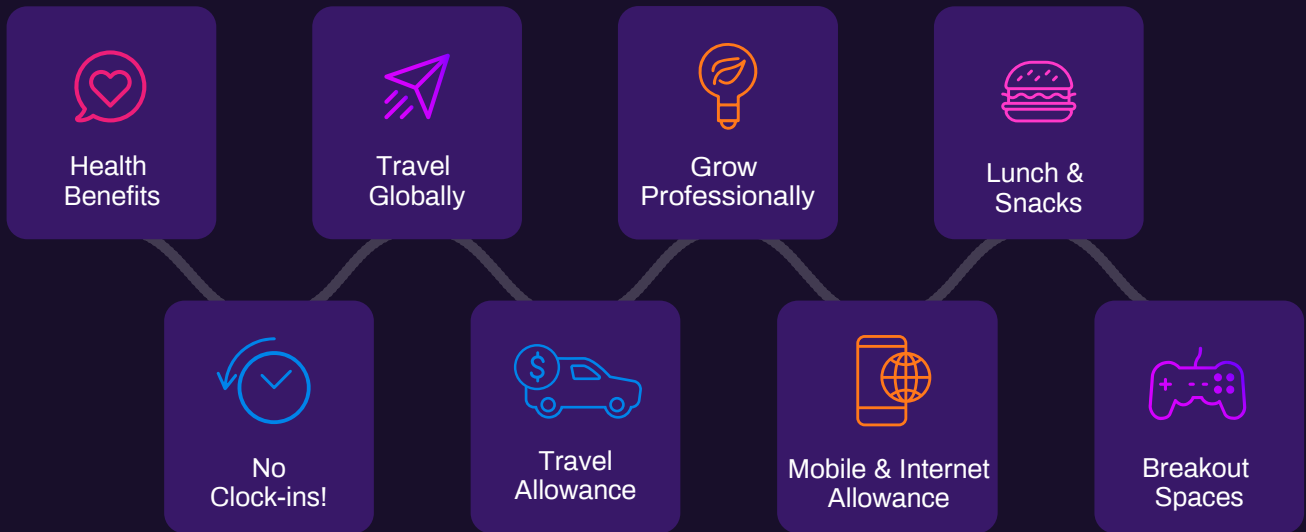 Health
Benefits
Travel
Globally
Grow
Professionally
Lunch &
Snacks
No
Clock-ins!
$
Travel
Allowance
Mobile & Internet
Allowance
Breakout
Spaces